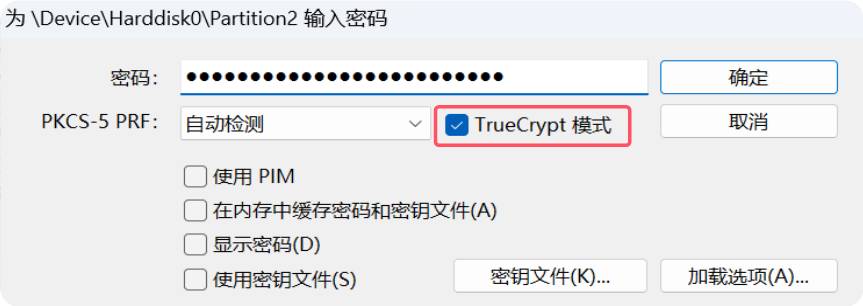 为 \Device\Harddisk0\Partition2 输入密码
密码： ●●●●●●●●●●●●●●●●●●●●●●●●●● 确定
PKCS-5 PRF： 自动检测 TrueCrypt 模式 取消
使用 PIM
在内存中缓存密码和密钥文件(A)
显示密码(D)
使用密钥文件(S) 密钥文件(K)... 加载选项(A)...